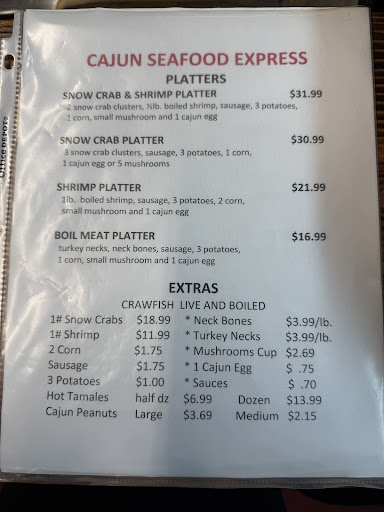 CAJUN SEAFOOD EXPRESS
PLATTERS
SNOW CRAB & SHRIMP PLATTER $31.99
2 snow crab clusters, ½lb. boiled shrimp, sausage, 3 potatoes,
2 corn, small mushroom and 1 cajun egg
SNOW CRAB PLATTER $30.99
3 snow crab clusters, sausage, 3 potatoes, 1 corn,
1 cajun egg or 5 mushrooms
SHRIMP PLATTER $21.99
1lb. boiled shrimp, sausage, 3 potatoes, 2 corn,
small mushroom and 1 cajun egg
BOIL MEAT PLATTER $16.99
turkey necks, neck bones, sausage, 3 potatoes,
1 corn, small mushroom and 1 cajun egg
EXTRAS
CRAWFISH LIVE AND BOILED
1# Snow Crabs $18.99 * Neck Bones $3.99/lb.
1# Shrimp $11.99 * Turkey Necks $3.99/lb.
2 Corn $1.75 * Mushrooms Cup $2.69
Sausage $1.75 * 1 Cajun Egg $ .75
3 Potatoes $1.00 * Sauces $ .70
Hot Tamales half dz $6.99 Dozen $13.99
Cajun Peanuts Large $3.69 Medium $2.15
Office DEPOT